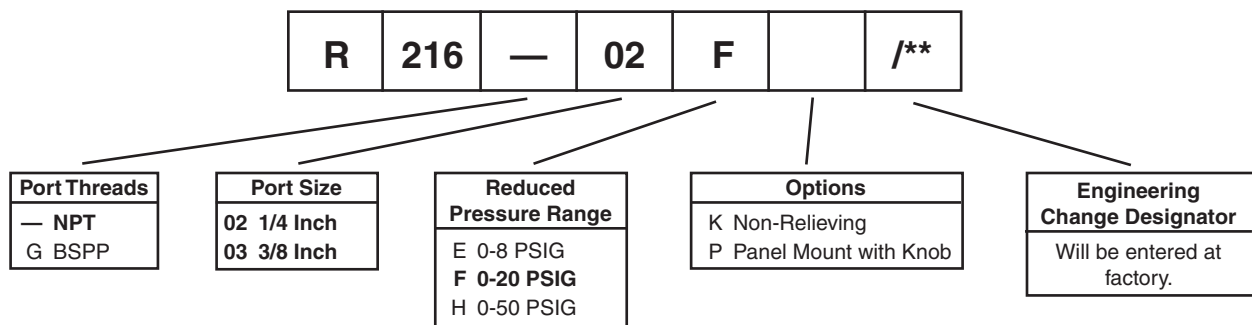 R 216 — 02 F /**
Port Threads
— NPT
G BSPP
Port Size
02 1/4 Inch
03 3/8 Inch
Reduced
Pressure Range
E 0-8 PSIG
F 0-20 PSIG
H 0-50 PSIG
Options
K Non-Relieving
P Panel Mount with Knob
Engineering
Change Designator
Will be entered at
factory.